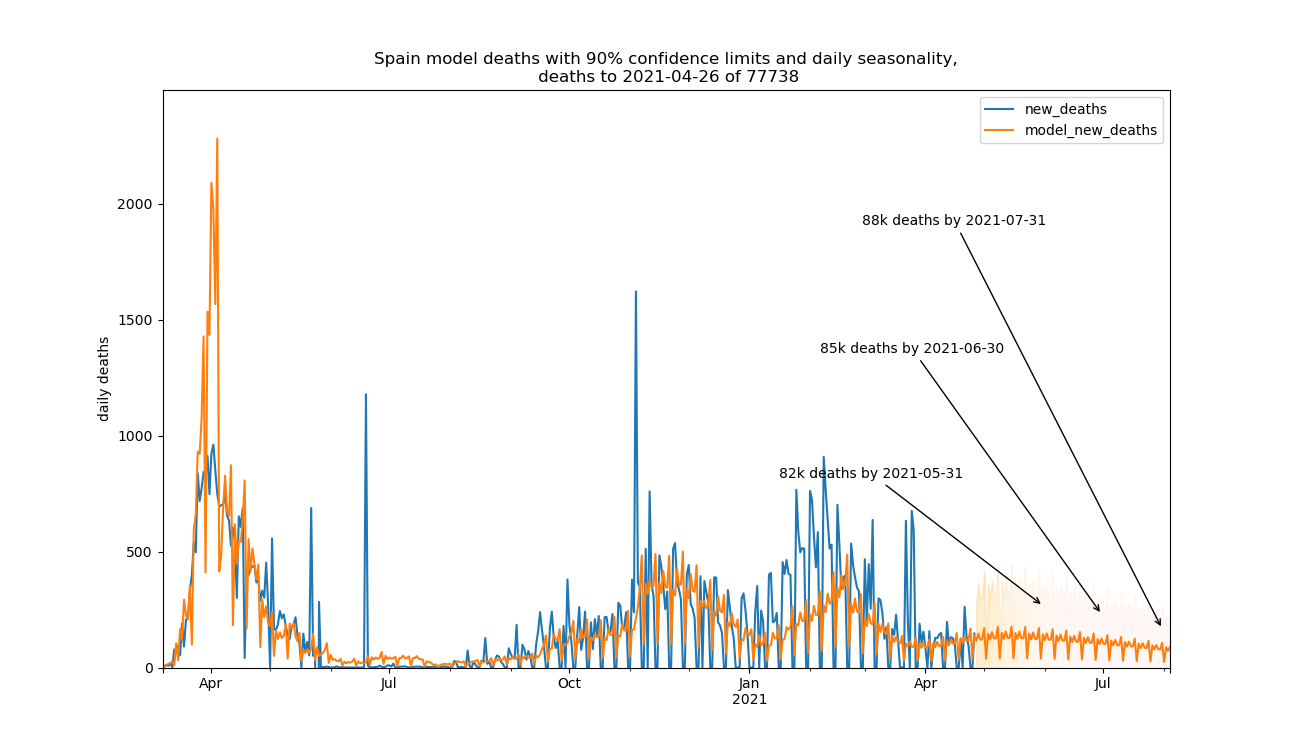 Spain model deaths with 90% confidence limits and daily seasonality,
deaths to 2021-04-26 of 77738
new_deaths
model_new_deaths
88k deaths by 2021-07-31
85k deaths by 2021-06-30
82k deaths by 2021-05-31
daily deaths
2000
1500
1000
500
0
Apr
Jul
Oct
Jan
2021
Apr
Jul